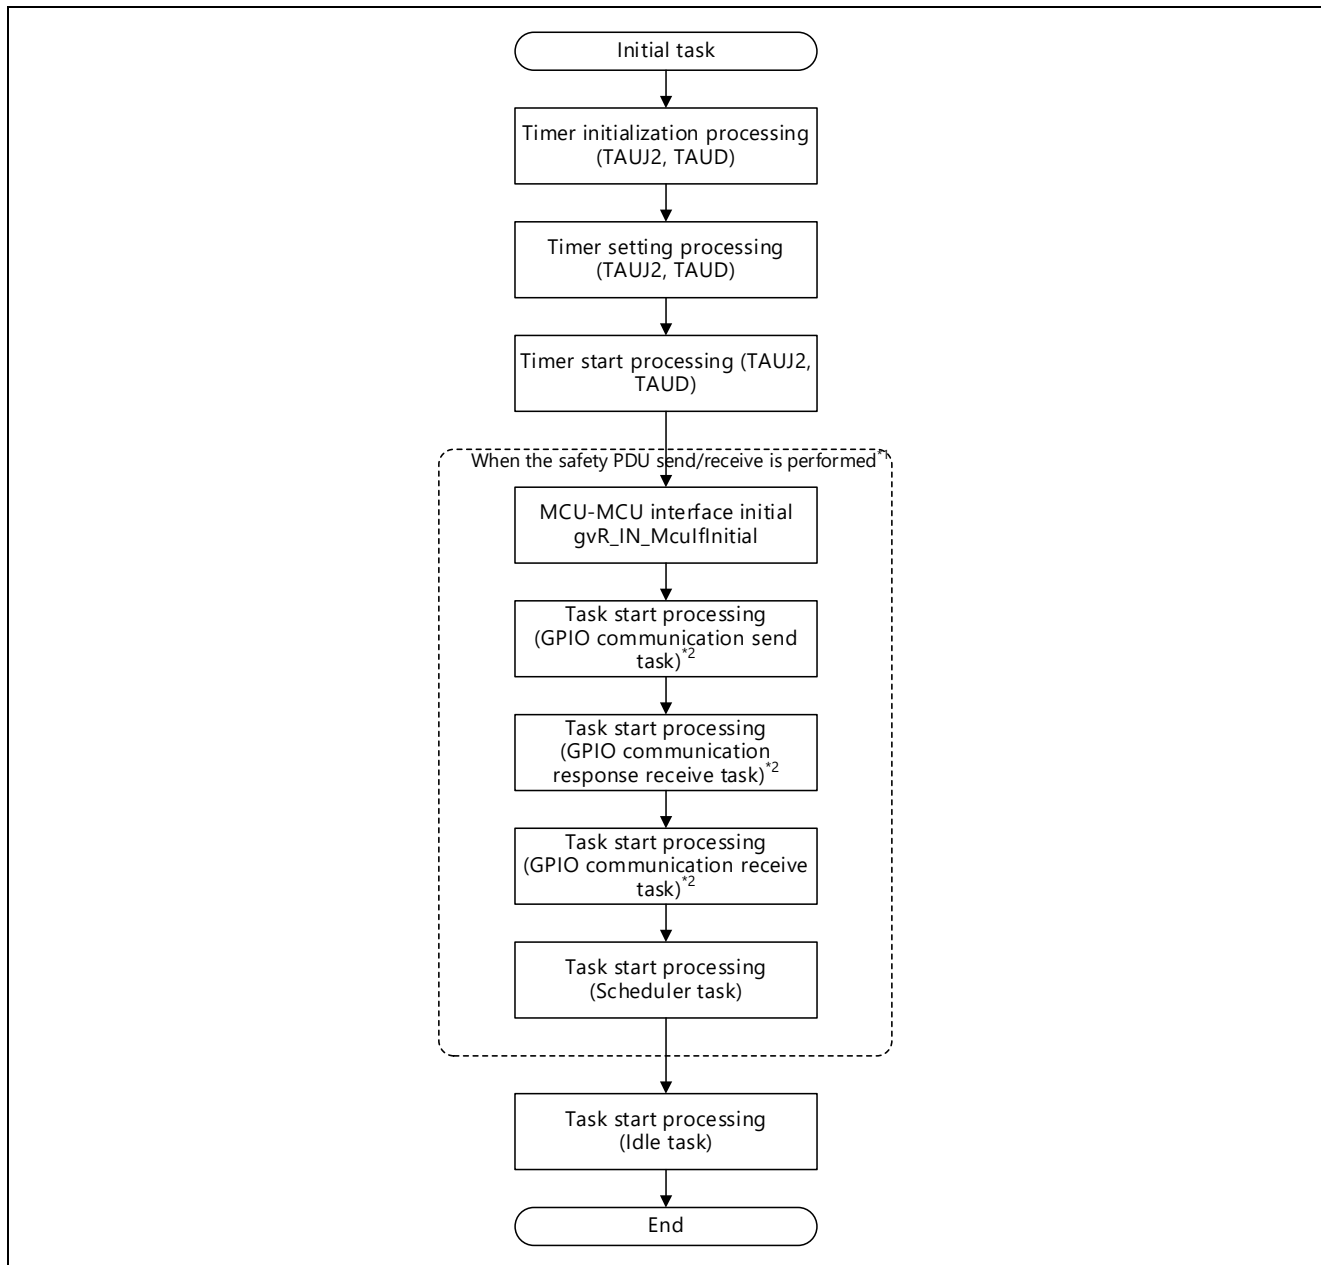 Initial task
Timer initialization processing
(TAUJ2, TAUD)
Timer setting processing
(TAUJ2, TAUD)
Timer start processing (TAUJ2,
TAUD)
When the safety PDU send/receive is performed*1
MCU-MCU interface initial
gvR_IN_McuIfInitial
Task start processing
(GPIO communication send
task)*2
Task start processing
(GPIO communication
response receive task)*2
Task start processing
(GPIO communication receive
task)*2
Task start processing
(Scheduler task)
Task start processing
(Idle task)
End